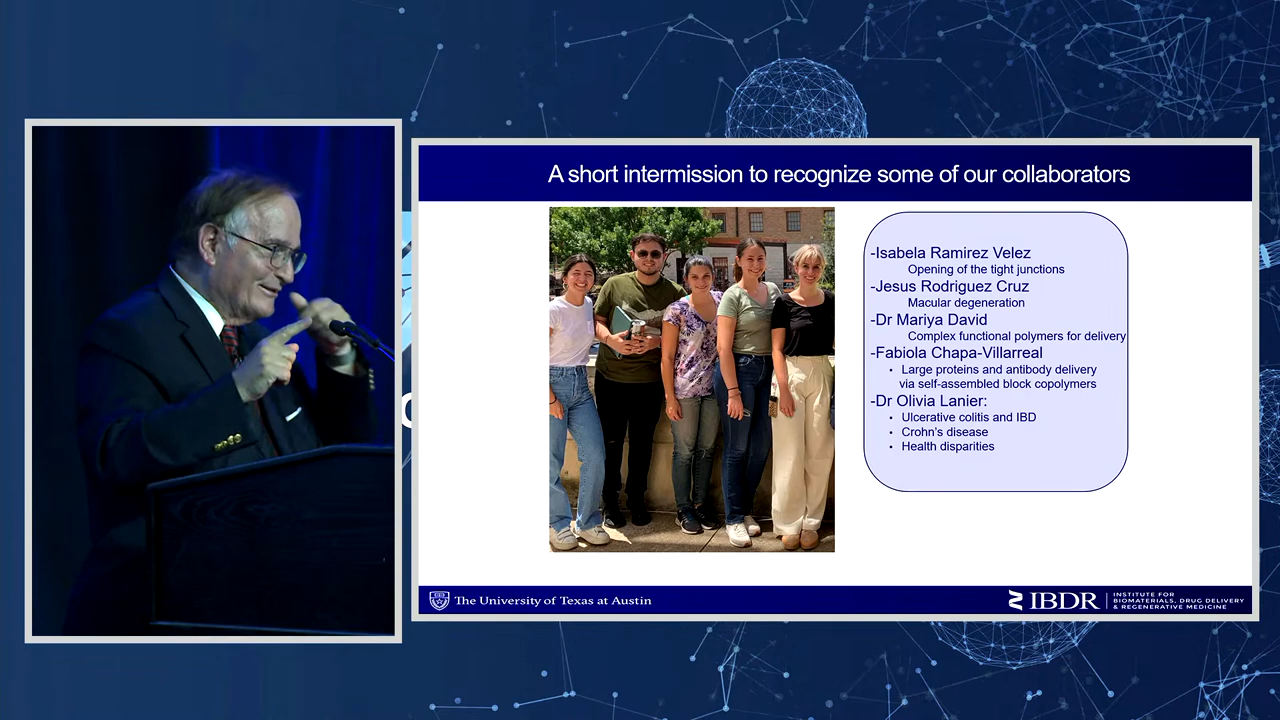 A short intermission to recognize some of our collaborators
-Isabela Ramirez Velez
Opening of the tight junctions
-Jesus Rodriguez Cruz
Macular degeneration
-Dr Mariya David
Complex functional polymers for delivery
-Fabiola Chapa-Villarreal
• Large proteins and antibody delivery
via self-assembled block copolymers
-Dr Olivia Lanier:
• Ulcerative colitis and IBD
• Crohn's disease
• Health disparities
The University of Texas at Austin
IBDR
INSTITUTE FOR
BIOMATERIALS, DRUG DELIVERY
& REGENERATIVE MEDICINE